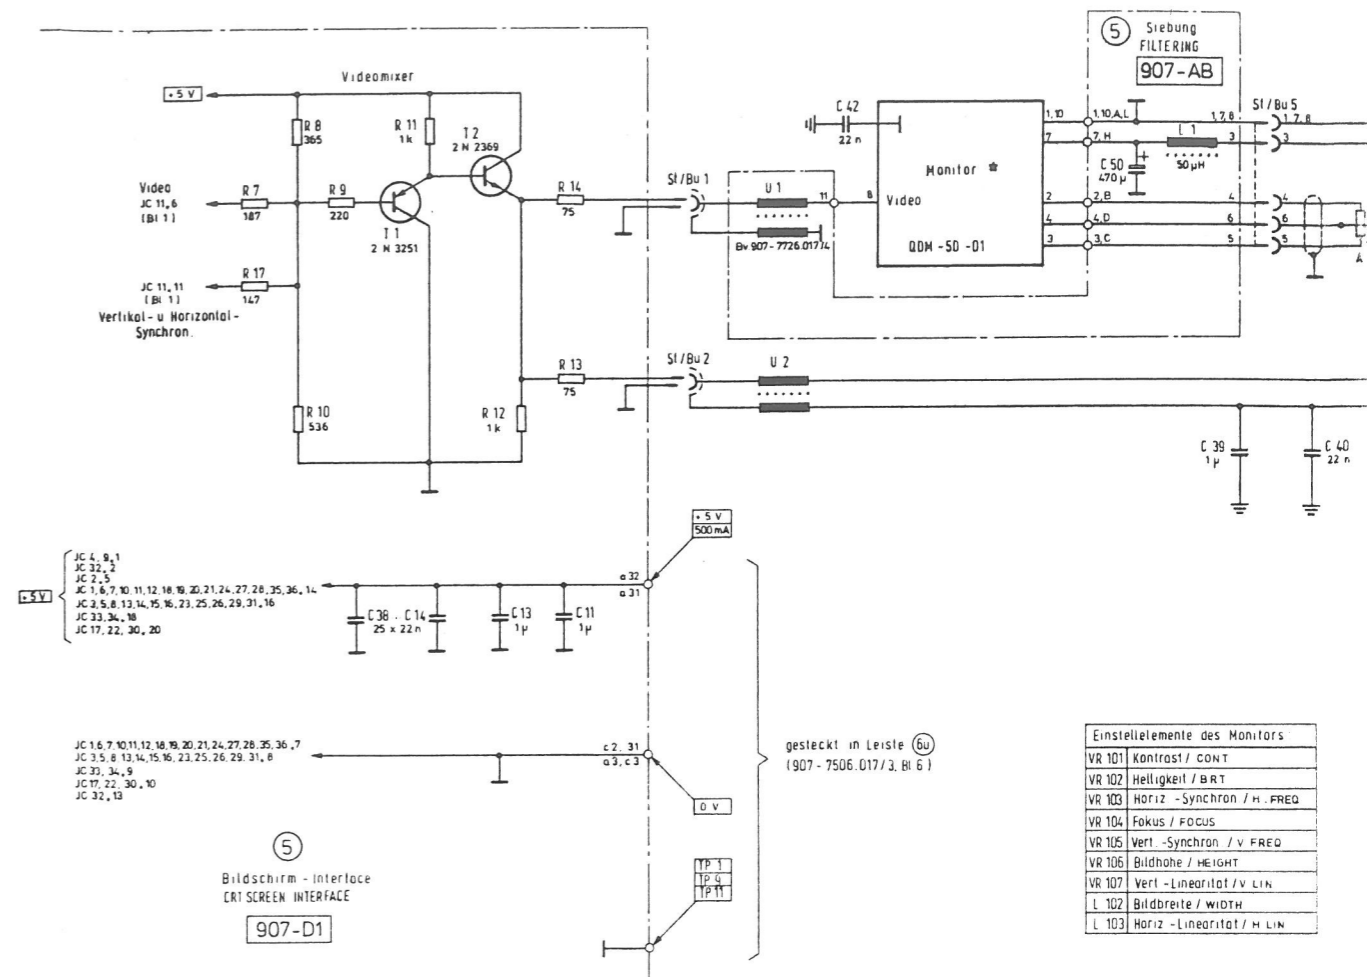 Videomixer
+5 V
R 8
365
R 11
1k
T 2
2 N 2369
Video
JC 11,6
(Bl 1)
R 7
187
R 9
220
T 1
2 N 3251
R 14
75
JC 11,11
(Bl 1)
Vertikal- u Horizontal-
Synchron.
R 17
147
R 10
536
R 12
1k
R 13
75
St/Bu 1
U 1
11
8
Bv 907-7726.017/4
St/Bu 2
U 2
C 42
22 n
Monitor *
Video
QDM-5D-01
5
Siebung
FILTERING
907-AB
1,10
1,10,A,L
1,7,8
St/Bu 5
1,7,8
7
7,H
L 1
50 µH
3
3
C 50
470 µ
+
2
2,B
4
4
4
4,D
6
6
3
3,C
5
5
A
C 39
1 µ
C 40
22 n
+5V
JC 4, 9,1
JC 32,2
JC 2,5
JC 1,6,7,10,11,12,18,19,20,21,24,27,28,35,36,14
JC 3,5,8,13,14,15,16,23,25,26,29,31,16
JC 33,34,18
JC 17, 22, 30, 20
C 38 . C 14
25 x 22 n
C 13
1µ
C 11
1µ
a 32
a 31
+5 V
500 mA
JC 1,6,7,10,11,12,18,19,20,21,24,27,28,35,36,7
JC 3,5,8 13,14,15,16,23,25,26,29,31,8
JC 33, 34,9
JC 17, 22, 30,10
JC 32,13
c 2, 31
a 3, c 3
0 V
TP 1
TP 9
TP 11
gesteckt in Leiste 6u
(907-7506.017/3, Bl 6)
5
Bildschirm-Interface
CRT SCREEN INTERFACE
907-D1
Einstellelemente des Monitors
VR 101 Kontrast / CONT
VR 102 Helligkeit / BRT
VR 103 Horiz -Synchron / H. FREQ
VR 104 Fokus / FOCUS
VR 105 Vert. -Synchron / V FREQ
VR 106 Bildhöhe / HEIGHT
VR 107 Vert -Linearität / V LIN
L 102 Bildbreite / WIDTH
L 103 Horiz -Linearität / H LIN